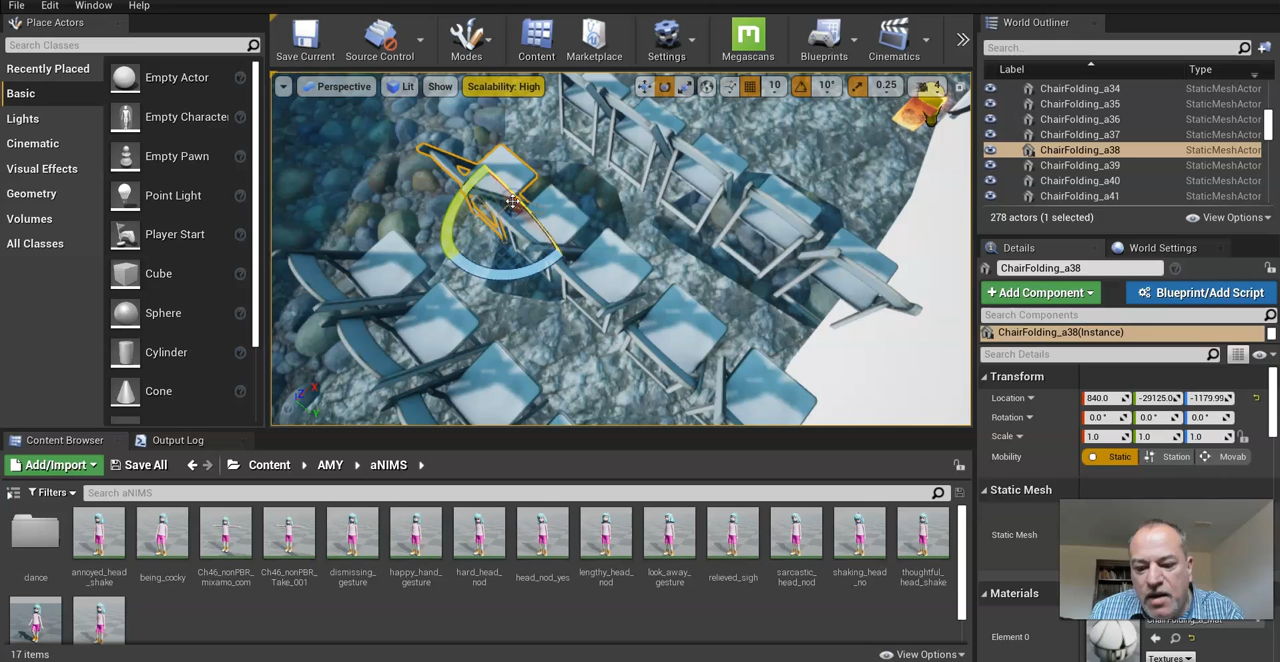 File Edit Window Help
Place Actors
Search Classes
Recently Placed
Basic
Lights
Cinematic
Visual Effects
Geometry
Volumes
All Classes
Empty Actor
Empty Character
Empty Pawn
Point Light
Player Start
Cube
Sphere
Cylinder
Cone
Save Current
Source Control
Modes
Content
Marketplace
Settings
Megascans
Blueprints
Cinematics
Perspective
Lit
Show
Scalability: High
10
10°
0.25
4
World Outliner
Search...
Label Type
ChairFolding_a34 StaticMeshActor
ChairFolding_a35 StaticMeshActor
ChairFolding_a36 StaticMeshActor
ChairFolding_a37 StaticMeshActor
ChairFolding_a38 StaticMeshActor
ChairFolding_a39 StaticMeshActor
ChairFolding_a40 StaticMeshActor
ChairFolding_a41 StaticMeshActor
278 actors (1 selected) View Options
Details World Settings
ChairFolding_a38
+ Add Component Blueprint/Add Script
Search Components
ChairFolding_a38(Instance)
Search Details
Transform
Location 840.0 -29125.0 -1179.99
Rotation 0.0° 0.0° 0.0°
Scale 1.0 1.0 1.0
Mobility Static Station Movab
Static Mesh
Static Mesh
Materials
Element 0
Textures
Content Browser Output Log
Add/Import Save All Content AMY aNIMS
Filters Search aNIMS
dance
annoyed_head
_shake
being_cocky
Ch46_nonPBR_
mixamo_com
Ch46_nonPBR_
Take_001
dismissing_
gesture
happy_hand_
gesture
hard_head_
nod
head_nod_yes
lengthy_head_
nod
look_away_
gesture
relieved_sigh
sarcastic_
head_nod
shaking_head
_no
thoughtful_
head_shake
17 items View Options